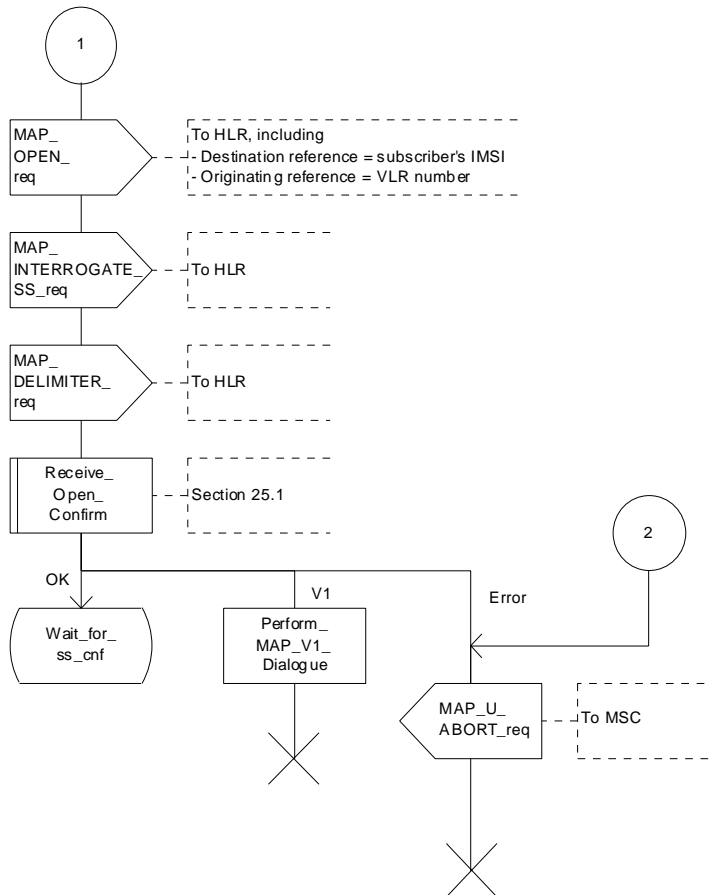 1
MAP_
OPEN_
req
To HLR, including
- Destination reference = subscriber's IMSI
- Originating reference = VLR number
MAP_
INTERROGATE_
SS_req
To HLR
MAP_
DELIMITER_
req
To HLR
Receive_
Open_
Confirm
Section 25.1
2
OK
V1
Error
Wait_for_
ss_cnf
Perform_
MAP_V1_
Dialogue
MAP_U_
ABORT_req
To MSC